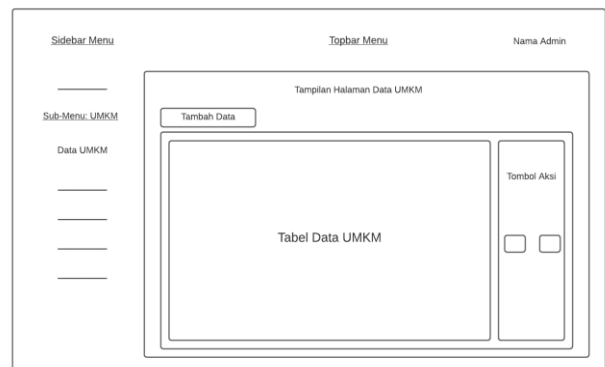 Sidebar Menu
Topbar Menu
Nama Admin
Tampilan Halaman Data UMKM
Sub-Menu: UMKM
Tambah Data
Data UMKM
Tombol Aksi
Tabel Data UMKM